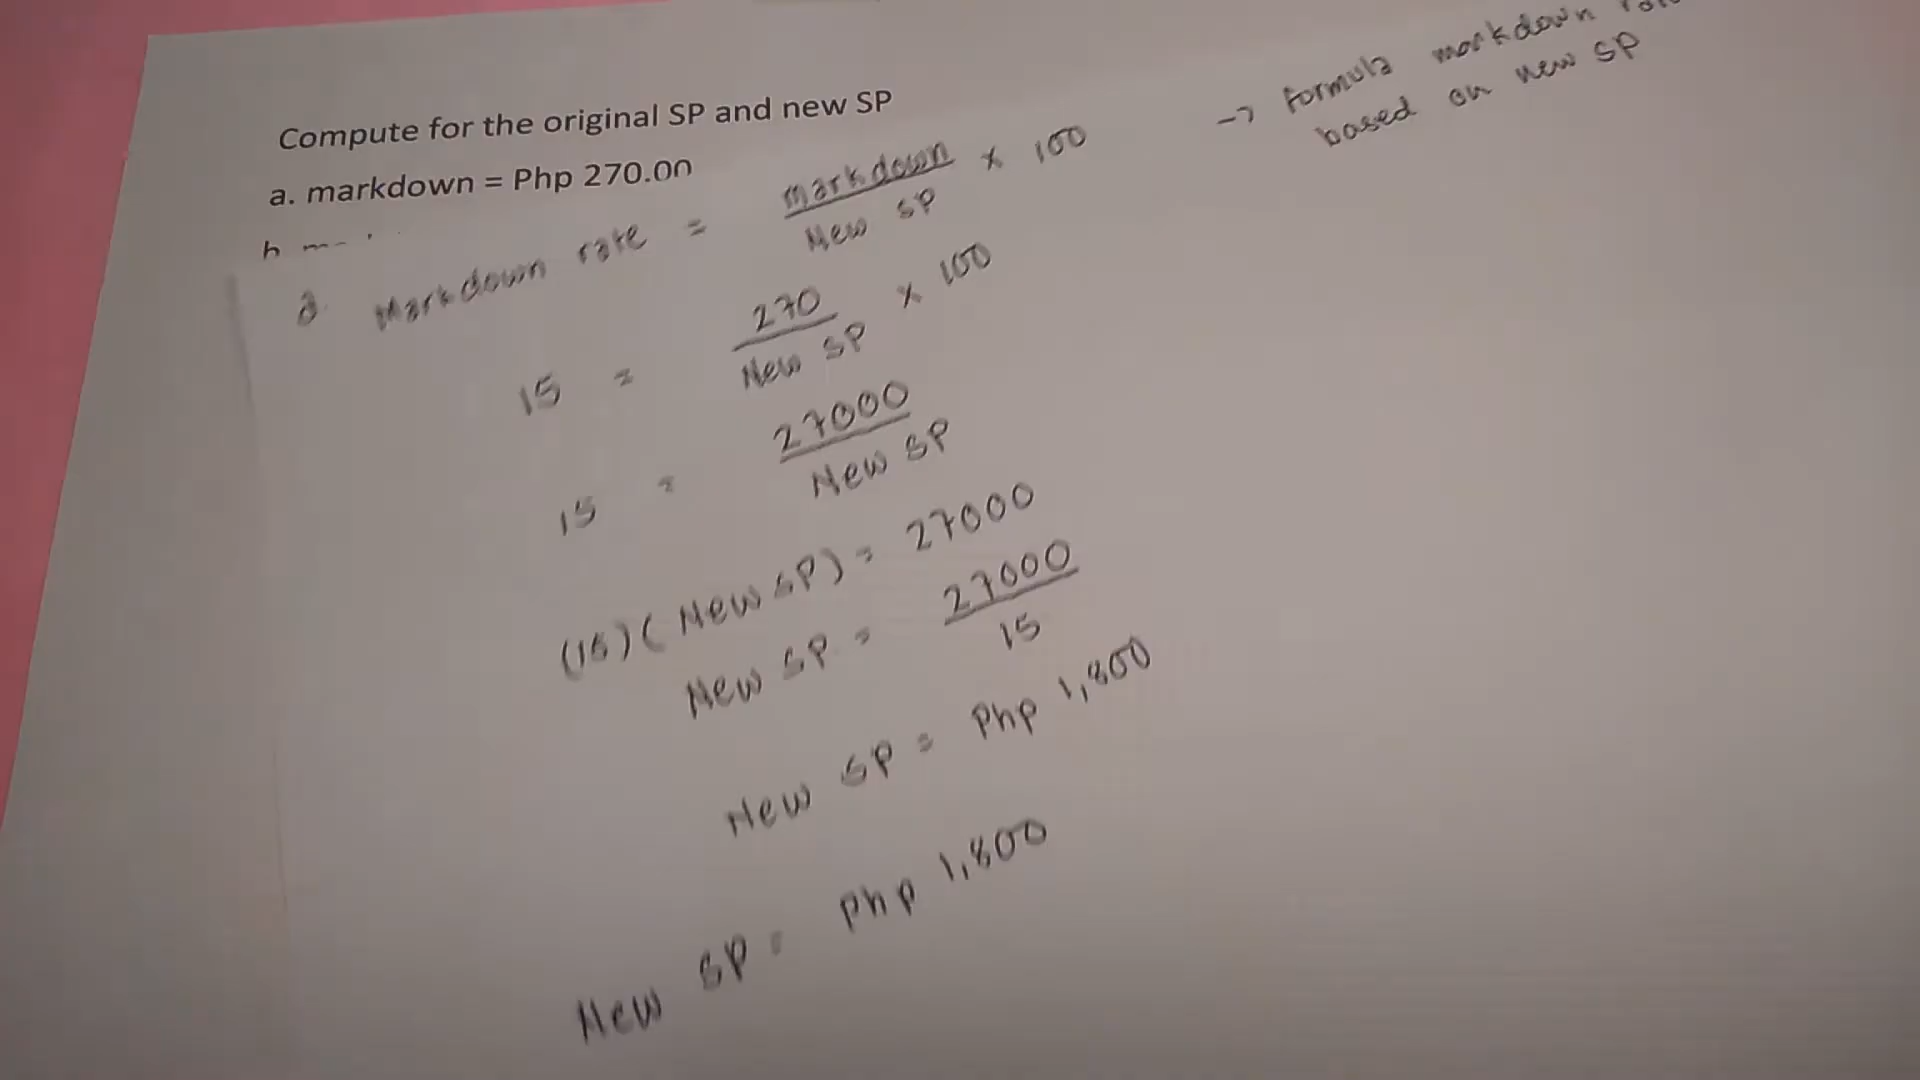 Compute for the original SP and new SP
a. markdown = Php 270.00
a. Markdown rate = markdown / New SP x 100
→ formula markdown
based on new SP
15 = 270 / New SP x 100
15 = 27000 / New SP
(15)(New SP) = 27000
New SP = 27000 / 15
New SP = Php 1,800
New SP = Php 1,800